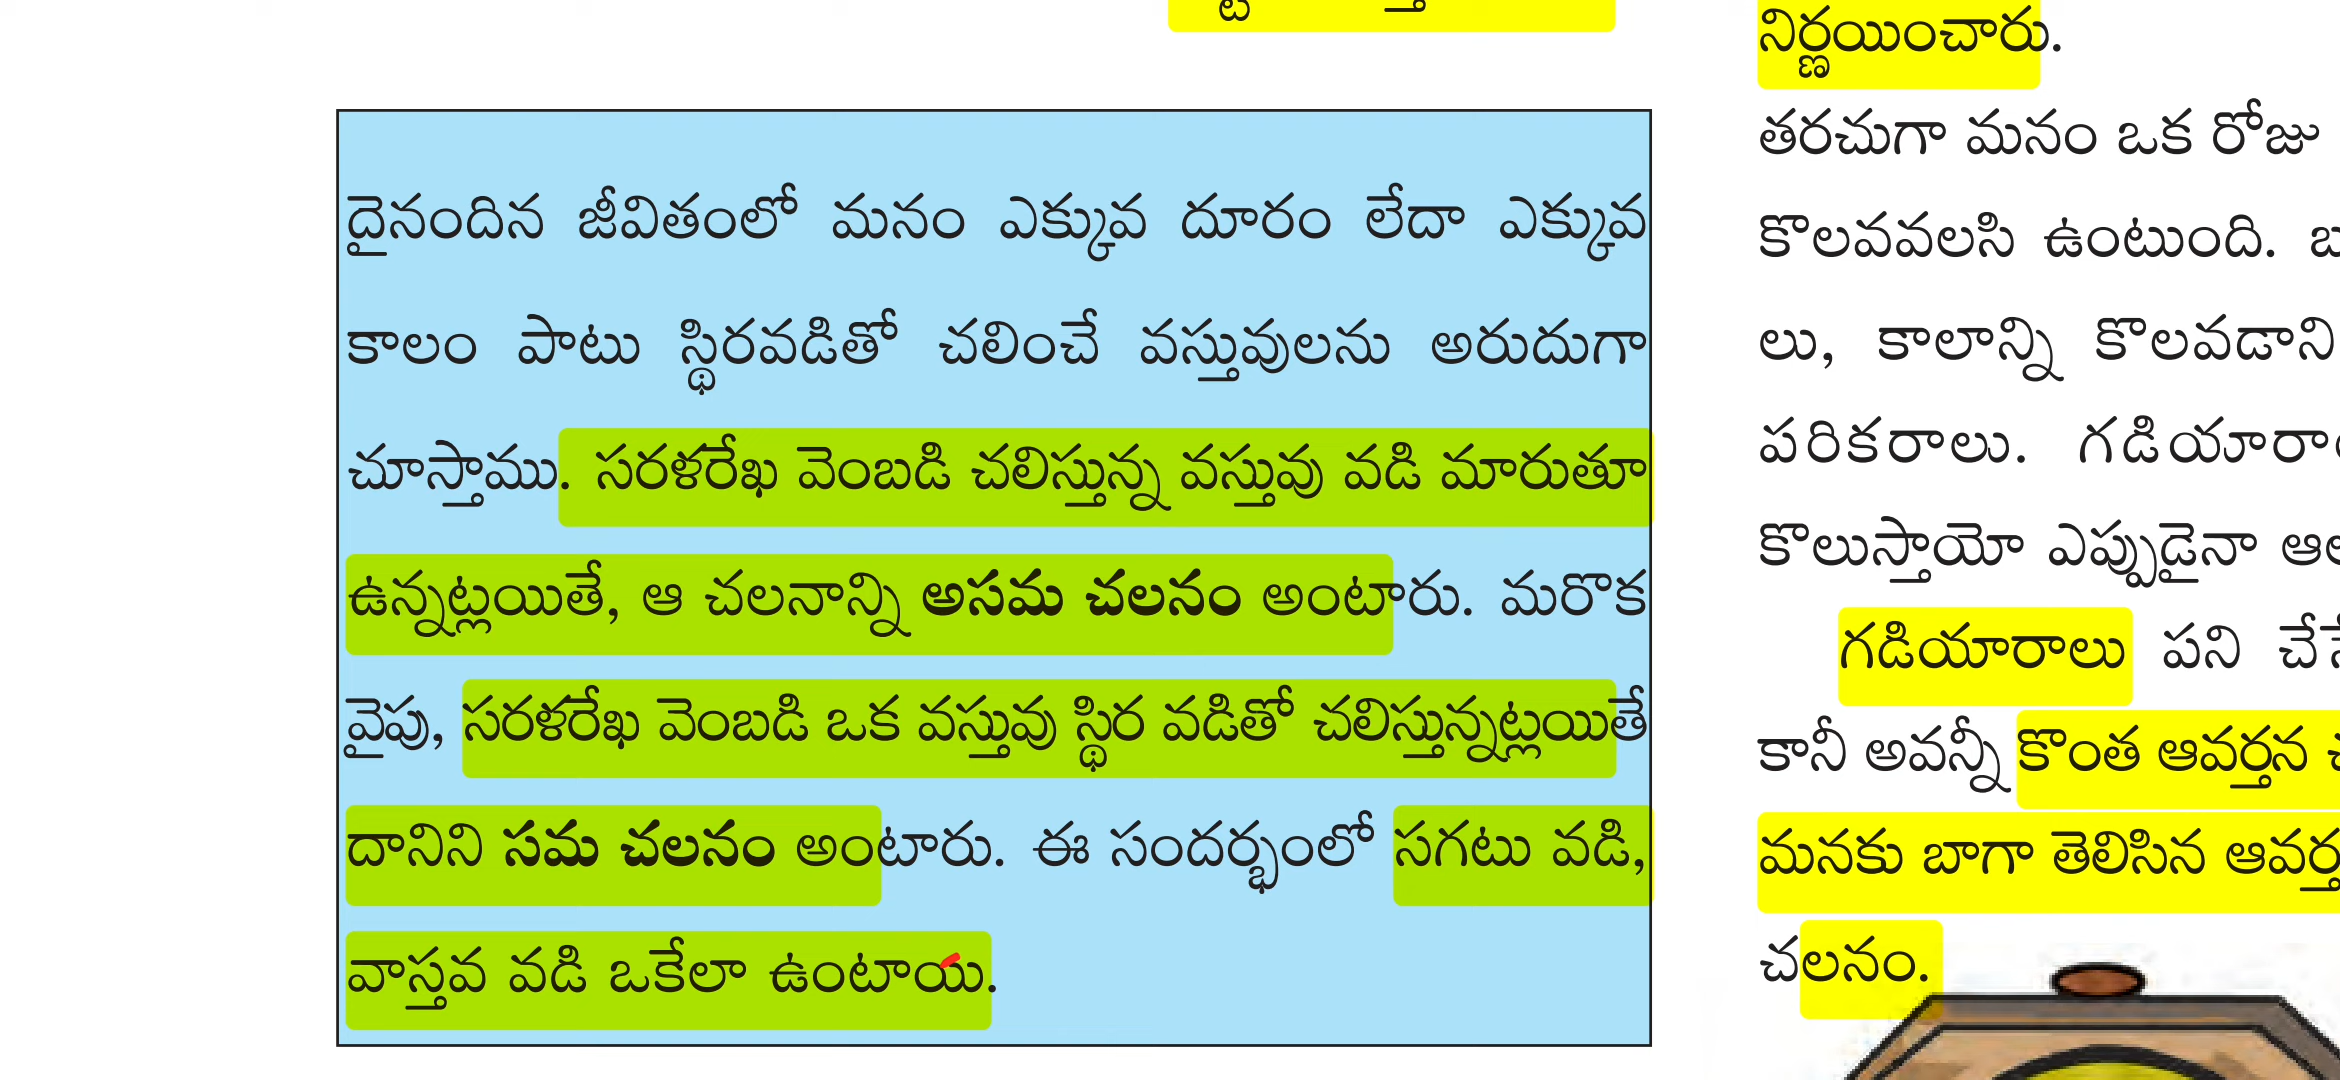 దైనందిన జీవితంలో మనం ఎక్కువ దూరం లేదా ఎక్కువ
కాలం పాటు స్థిరవడితో చలించే వస్తువులను అరుదుగా
చూస్తాము. సరళరేఖ వెంబడి చలిస్తున్న వస్తువు వడి మారుతూ
ఉన్నట్లయితే, ఆ చలనాన్ని అసమ చలనం అంటారు. మరొక
వైపు, సరళరేఖ వెంబడి ఒక వస్తువు స్థిర వడితో చలిస్తున్నట్లయితే
దానిని సమ చలనం అంటారు. ఈ సందర్భంలో సగటు వడి,
వాస్తవ వడి ఒకేలా ఉంటాయి.
నిర్ణయించారు.
తరచుగా మనం ఒక రోజు
కొలవవలసి ఉంటుంది.
లు, కాలాన్ని
పరికరాలు.
కొలుస్తాయో ఎప్పుడైనా
గడియారాలు పని
కానీ అవన్నీ కొంత ఆవర్తన
మనకు బాగా తెలిసిన
చలనం.